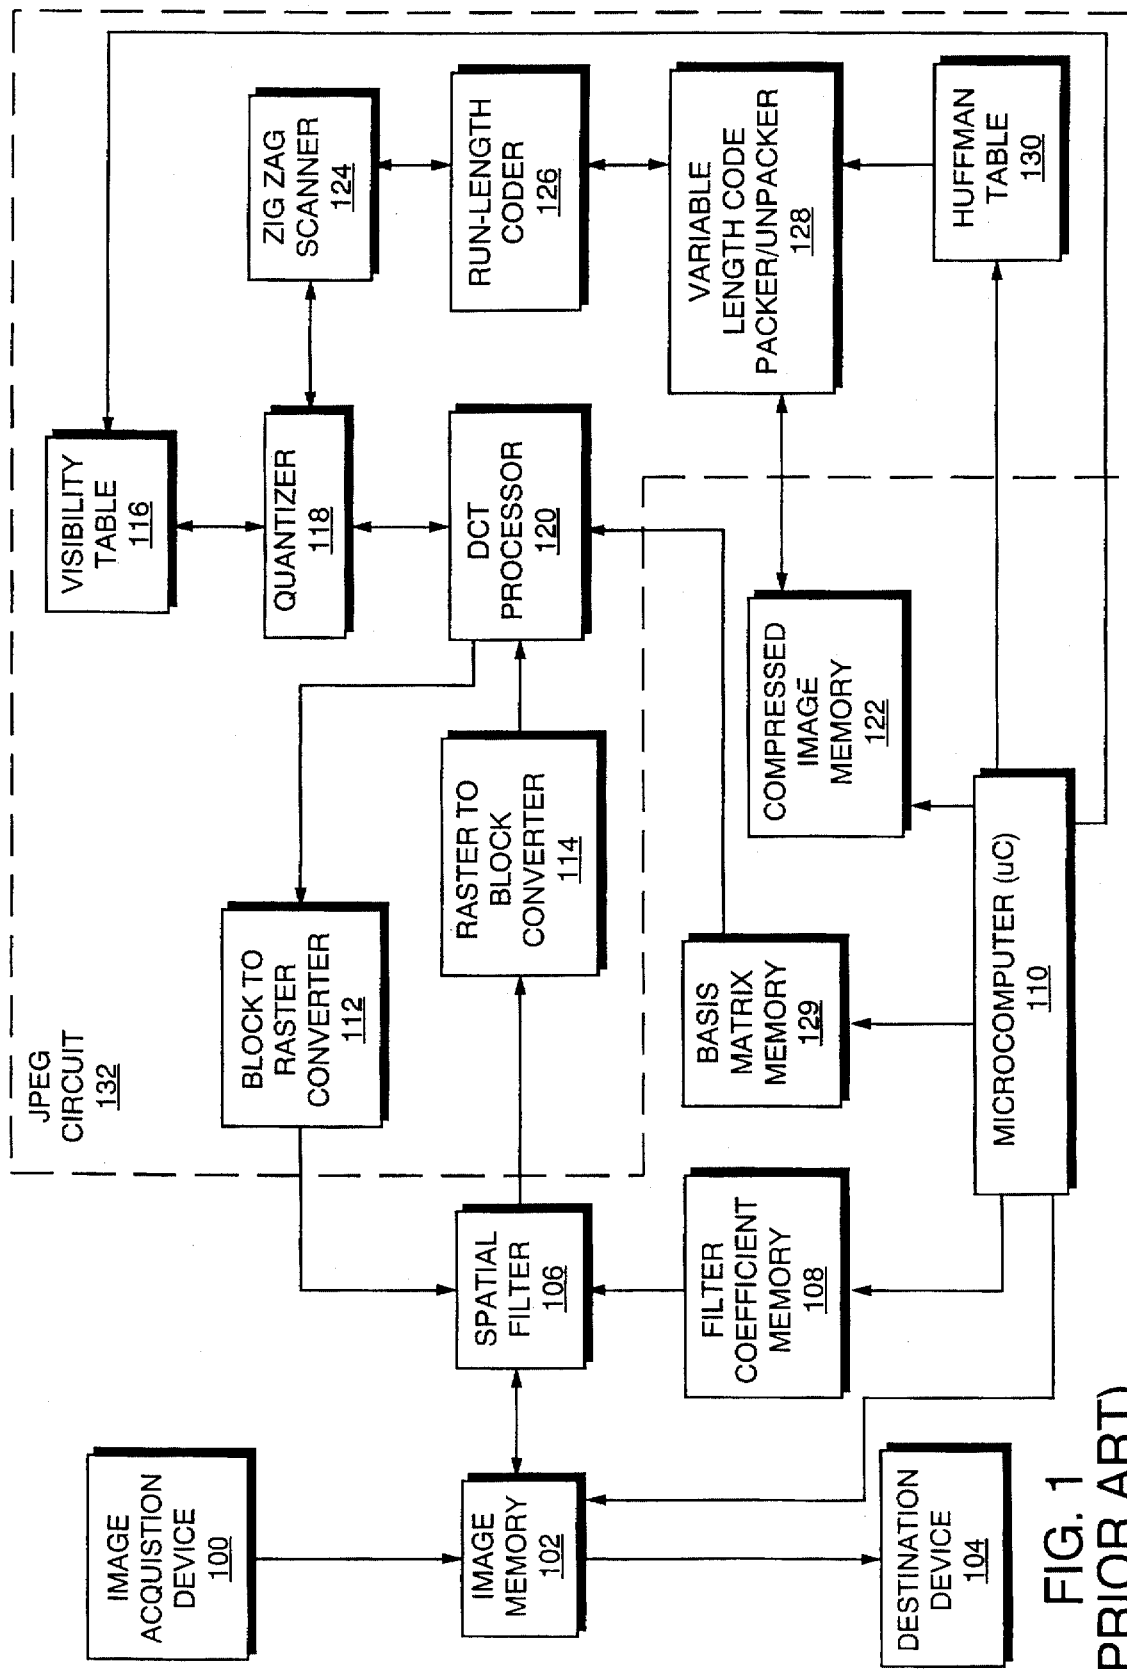 JPEG
CIRCUIT
132
IMAGE
ACQUISTION
DEVICE
100
BLOCK TO
RASTER
CONVERTER
112
VISIBILITY
TABLE
116
QUANTIZER
118
ZIG ZAG
SCANNER
124
IMAGE
MEMORY
102
SPATIAL
FILTER
106
RASTER TO
BLOCK
CONVERTER
114
DCT
PROCESSOR
120
RUN-LENGTH
CODER
126
FILTER
COEFFICIENT
MEMORY
108
BASIS
MATRIX
MEMORY
129
COMPRESSED
IMAGE
MEMORY
122
VARIABLE
LENGTH CODE
PACKER/UNPACKER
128
DESTINATION
DEVICE
104
MICROCOMPUTER (uC)
110
HUFFMAN
TABLE
130
FIG. 1
PRIOR ART)